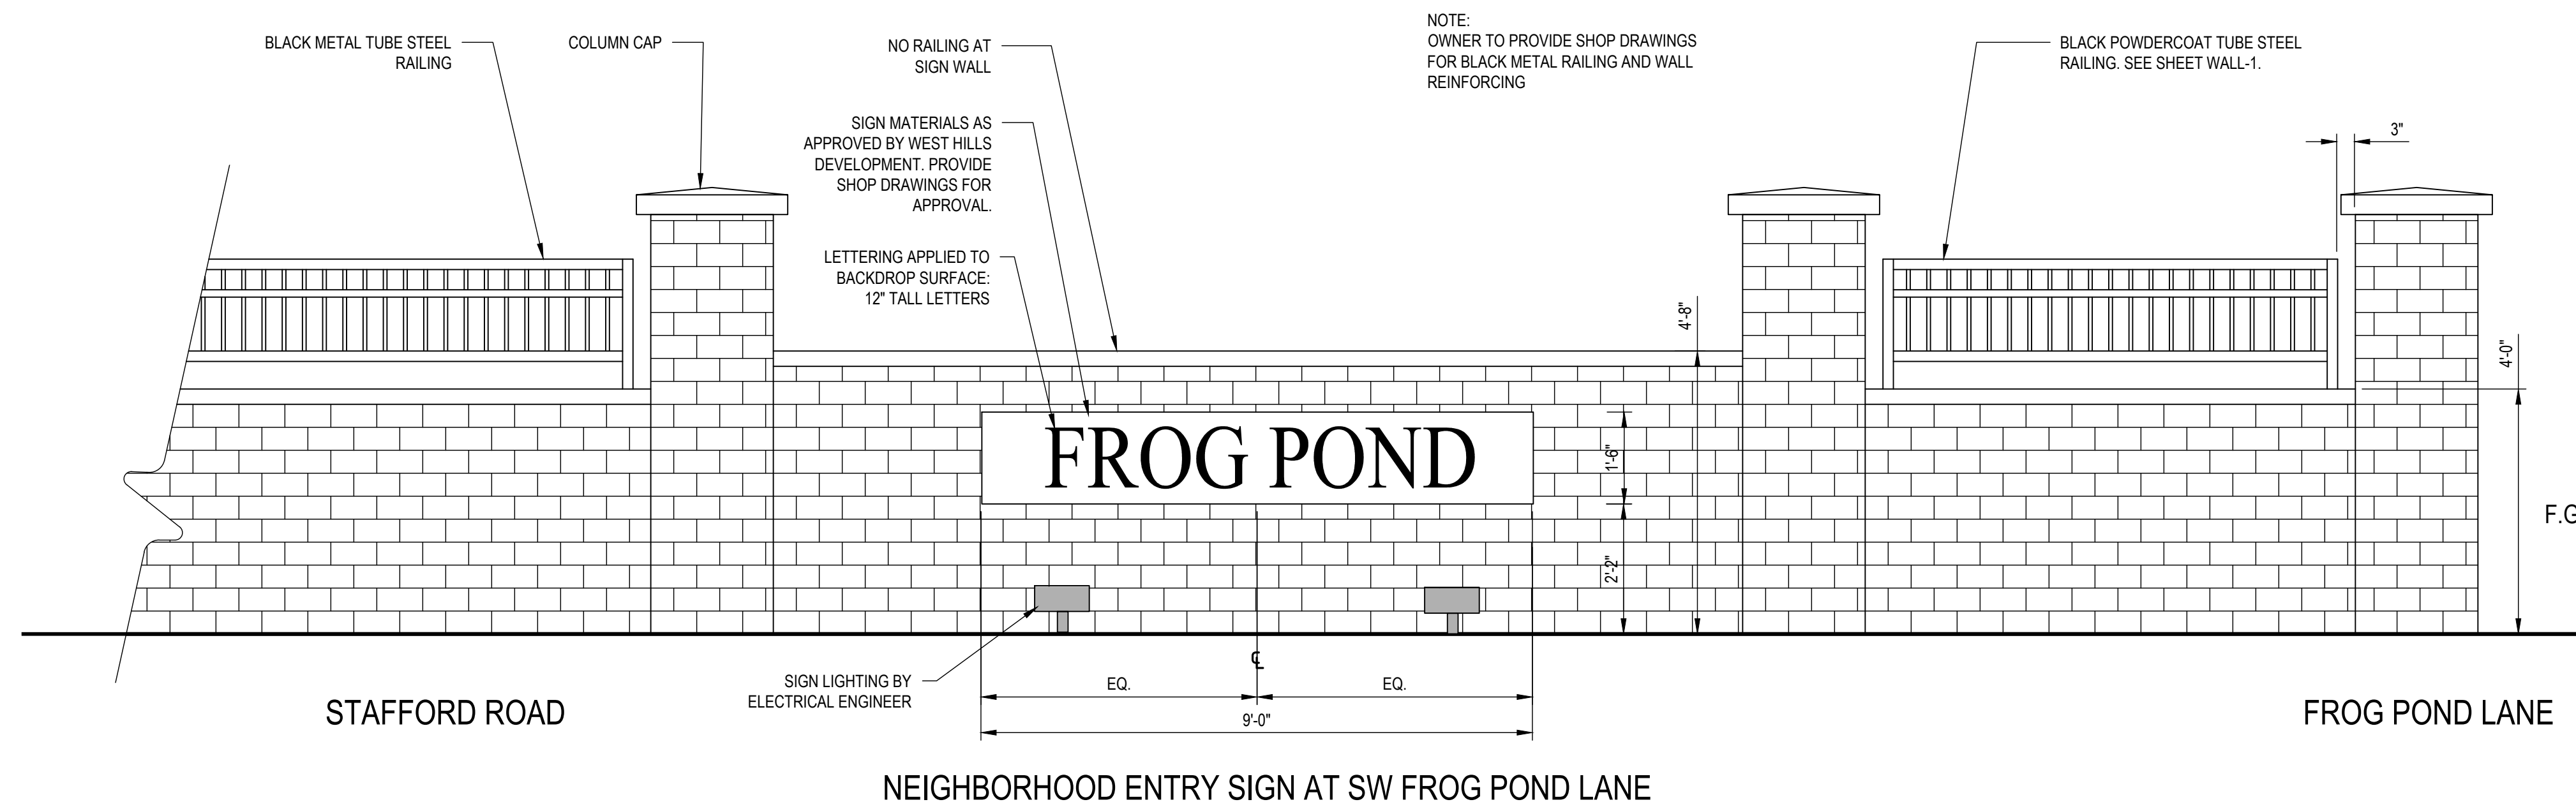 BLACK METAL TUBE STEEL
RAILING
COLUMN CAP
NO RAILING AT
SIGN WALL
SIGN MATERIALS AS
APPROVED BY WEST HILLS
DEVELOPMENT. PROVIDE
SHOP DRAWINGS FOR
APPROVAL.
LETTERING APPLIED TO
BACKDROP SURFACE:
12" TALL LETTERS
NOTE:
OWNER TO PROVIDE SHOP DRAWINGS
FOR BLACK METAL RAILING AND WALL
REINFORCING
BLACK POWDERCOAT TUBE STEEL
RAILING. SEE SHEET WALL-1.
3"
4'-8"
4'-0"
FROG POND
1'-6"
2'-2"
F.G
SIGN LIGHTING BY
ELECTRICAL ENGINEER
℄
EQ.
EQ.
9'-0"
STAFFORD ROAD
FROG POND LANE
NEIGHBORHOOD ENTRY SIGN AT SW FROG POND LANE